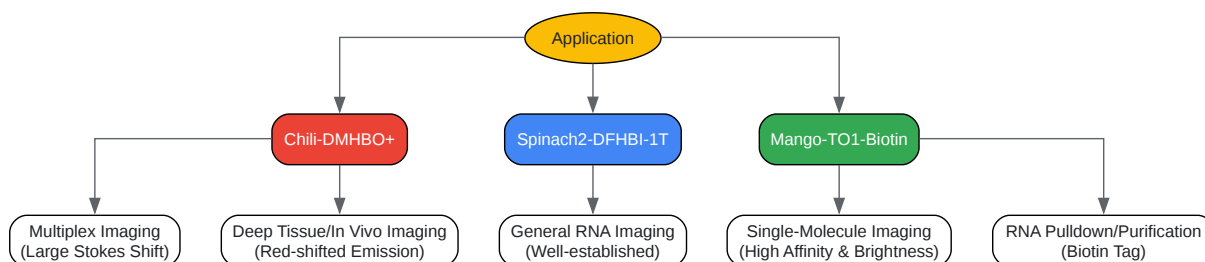 Application
Chili-DMHBO+
Spinach2-DFHBI-1T
Mango-TO1-Biotin
Multiplex Imaging
(Large Stokes Shift)
Deep Tissue/In Vivo Imaging
(Red-shifted Emission)
General RNA Imaging
(Well-established)
Single-Molecule Imaging
(High Affinity & Brightness)
RNA Pulldown/Purification
(Biotin Tag)